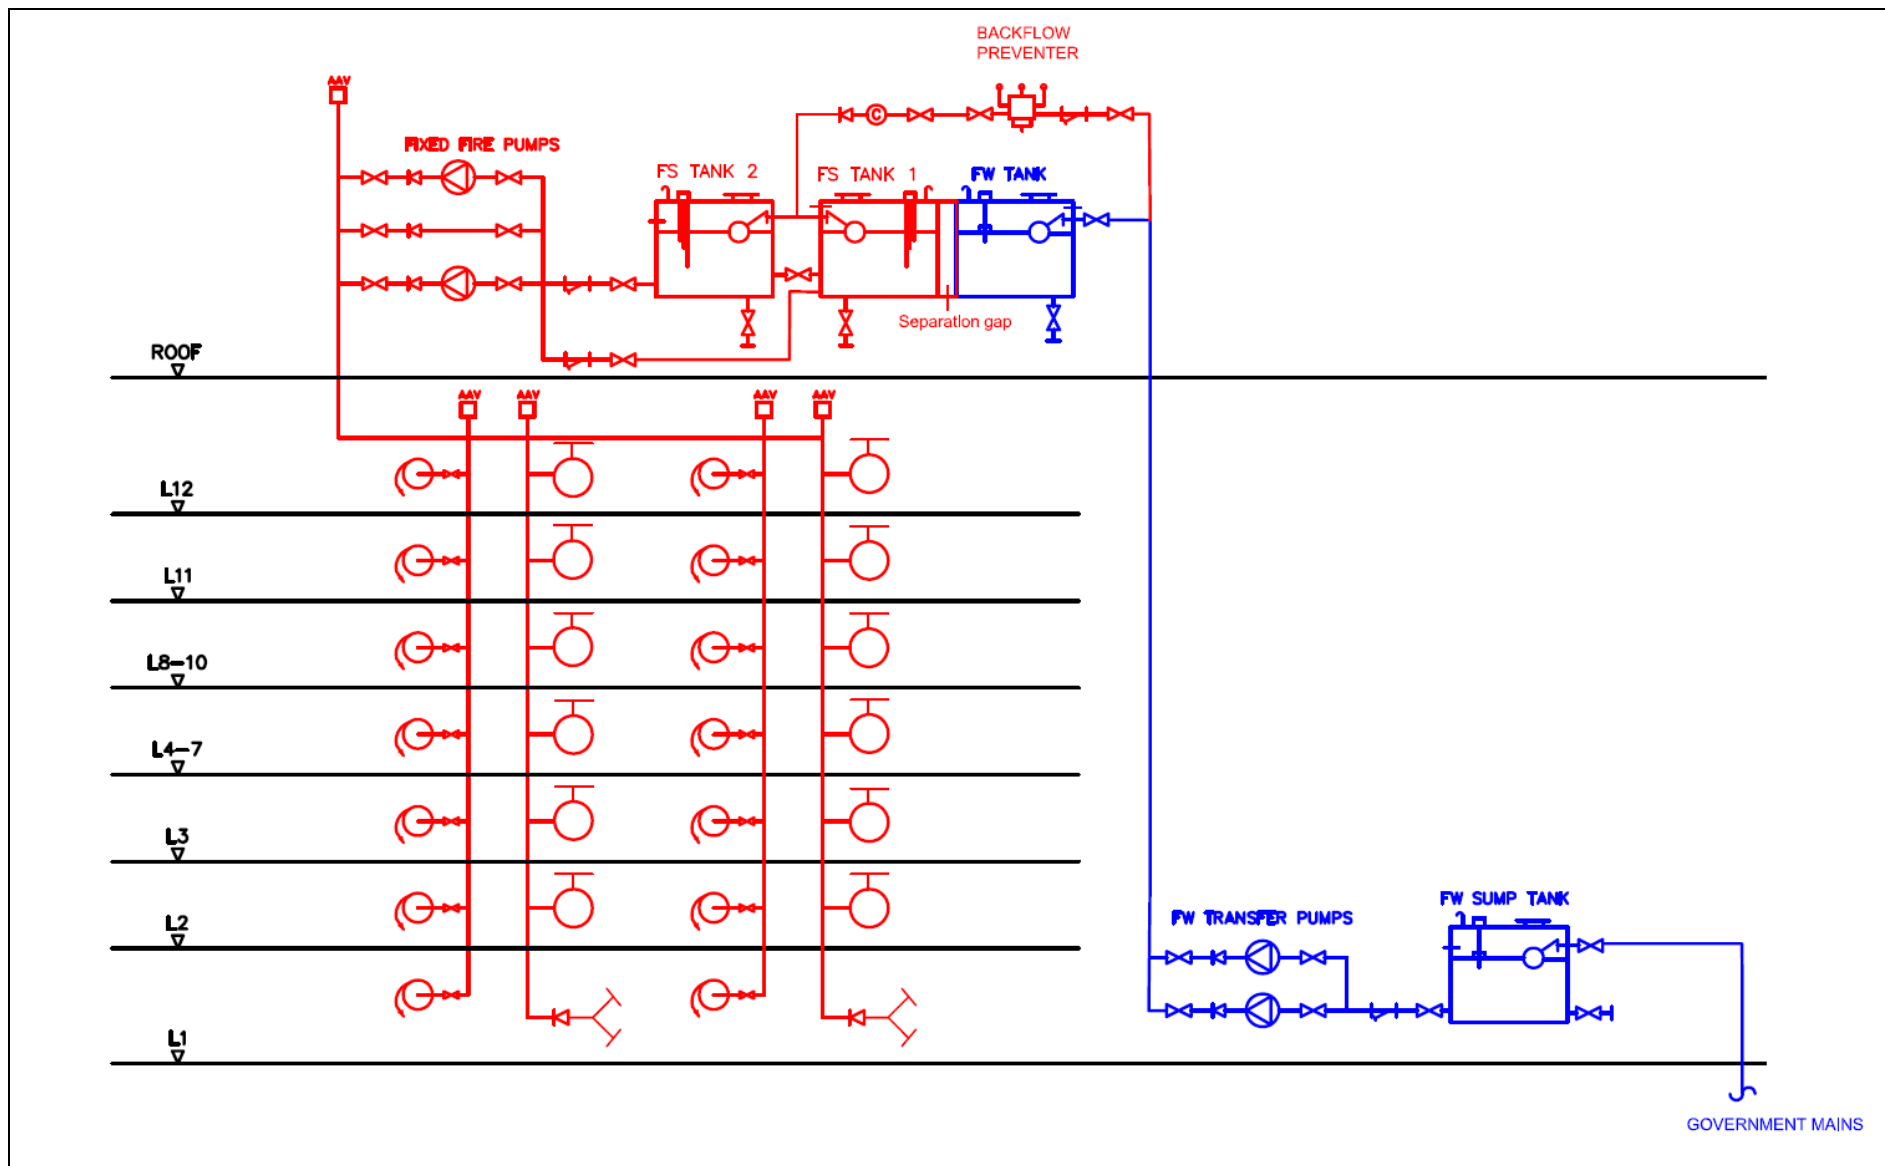 BACKFLOW
PREVENTER
AAV
FIXED FIRE PUMPS
FS TANK 2
FS TANK 1
FW TANK
C
Separation gap
ROOF
AAV
AAV
AAV
AAV
L12
L11
L8-10
L4-7
L3
L2
FW TRANSFER PUMPS
FW SUMP TANK
L1
GOVERNMENT MAINS